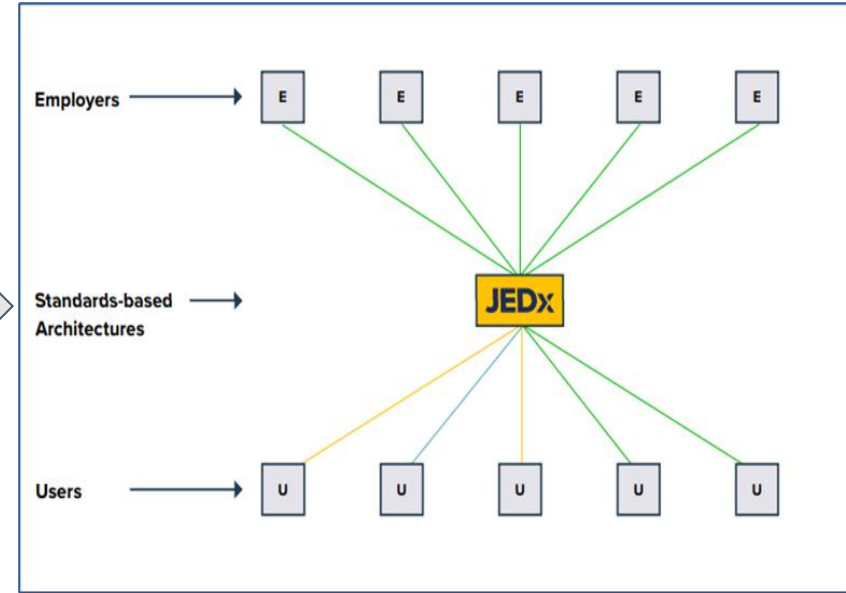 Employers
E E E E E
Standards-based
Architectures
JEDx
Users
U U U U U